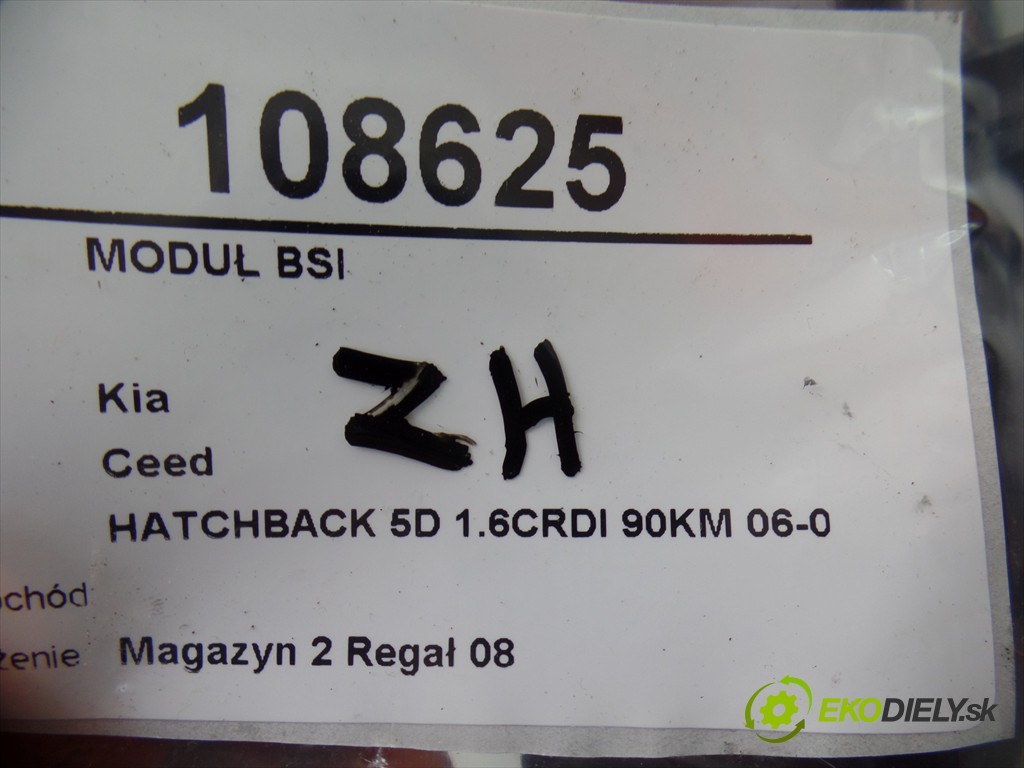 108625
MODUŁ BSI
ZH
Kia
Ceed
HATCHBACK 5D 1.6CRDI 90KM 06-0
ochód
żenie Magazyn 2 Regał 08
EKODIELY.sk